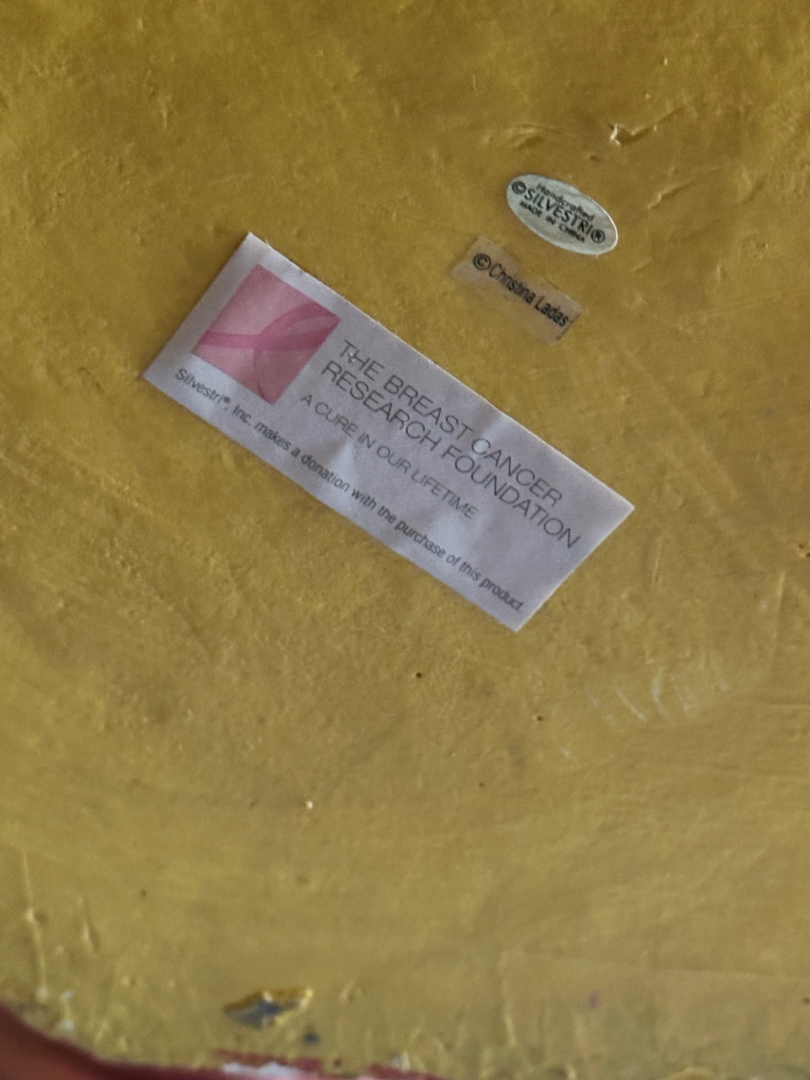 Handcrafted
©SILVESTRI®
MADE IN CHINA
©Christina Ladas
THE BREAST CANCER
RESEARCH FOUNDATION
A CURE IN OUR LIFETIME
Silvestri®, Inc. makes a donation with the purchase of this product.